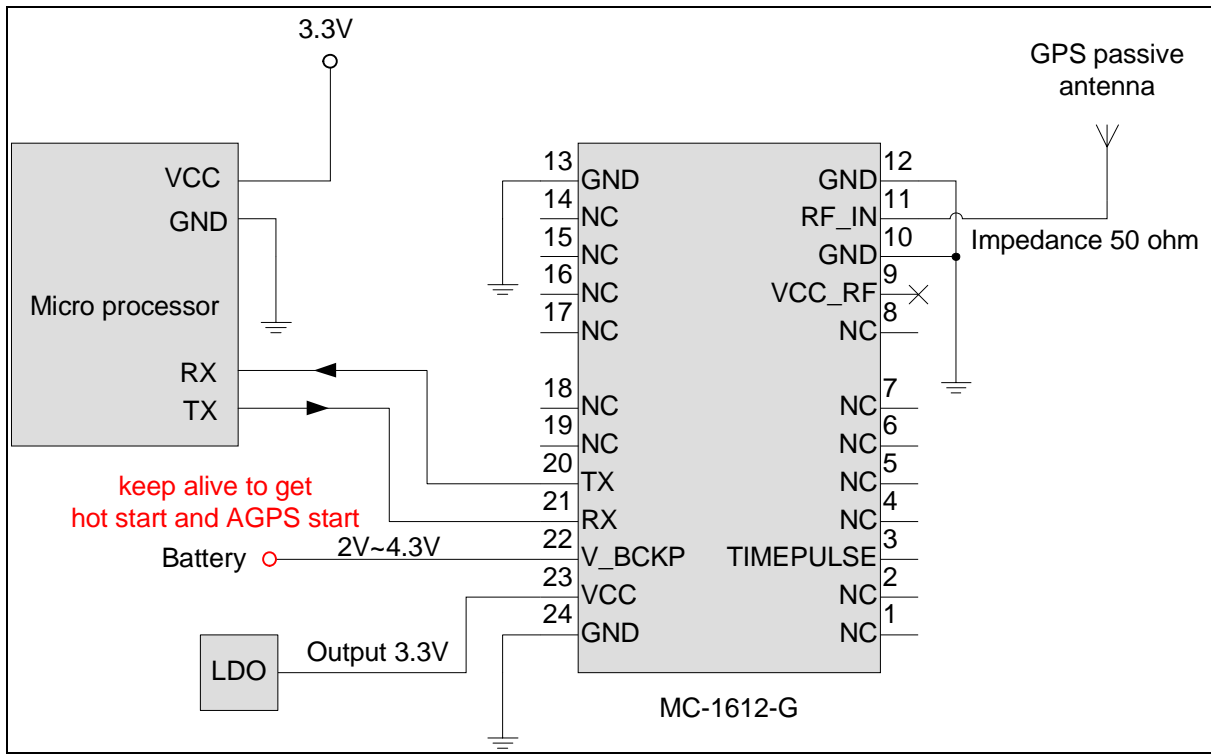 3.3V
GPS passive
antenna
VCC
GND
Micro processor
RX
TX
keep alive to get
hot start and AGPS start
Battery
2V~4.3V
LDO
Output 3.3V
13
GND
14
NC
15
NC
16
NC
17
NC
18
NC
19
NC
20
TX
21
RX
22
V_BCKP
23
VCC
24
GND
12
GND
11
RF_IN
Impedance 50 ohm
10
GND
9
VCC_RF
8
NC
7
NC
6
NC
5
NC
4
NC
3
TIMEPULSE
2
NC
1
NC
MC-1612-G